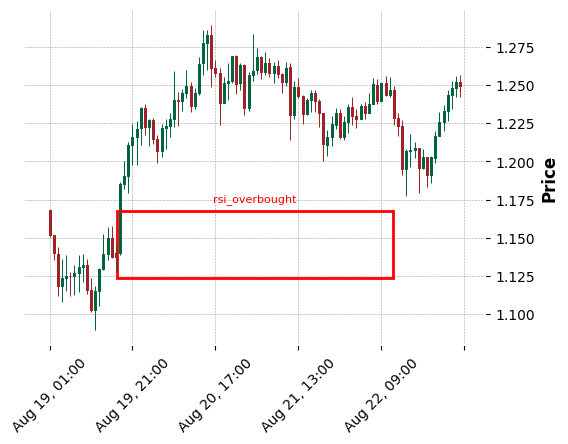 1.275
1.250
1.225
1.200
1.175
1.150
1.125
1.100
Price
rsi_overbought
Aug 19, 01:00
Aug 19, 21:00
Aug 20, 17:00
Aug 21, 13:00
Aug 22, 09:00